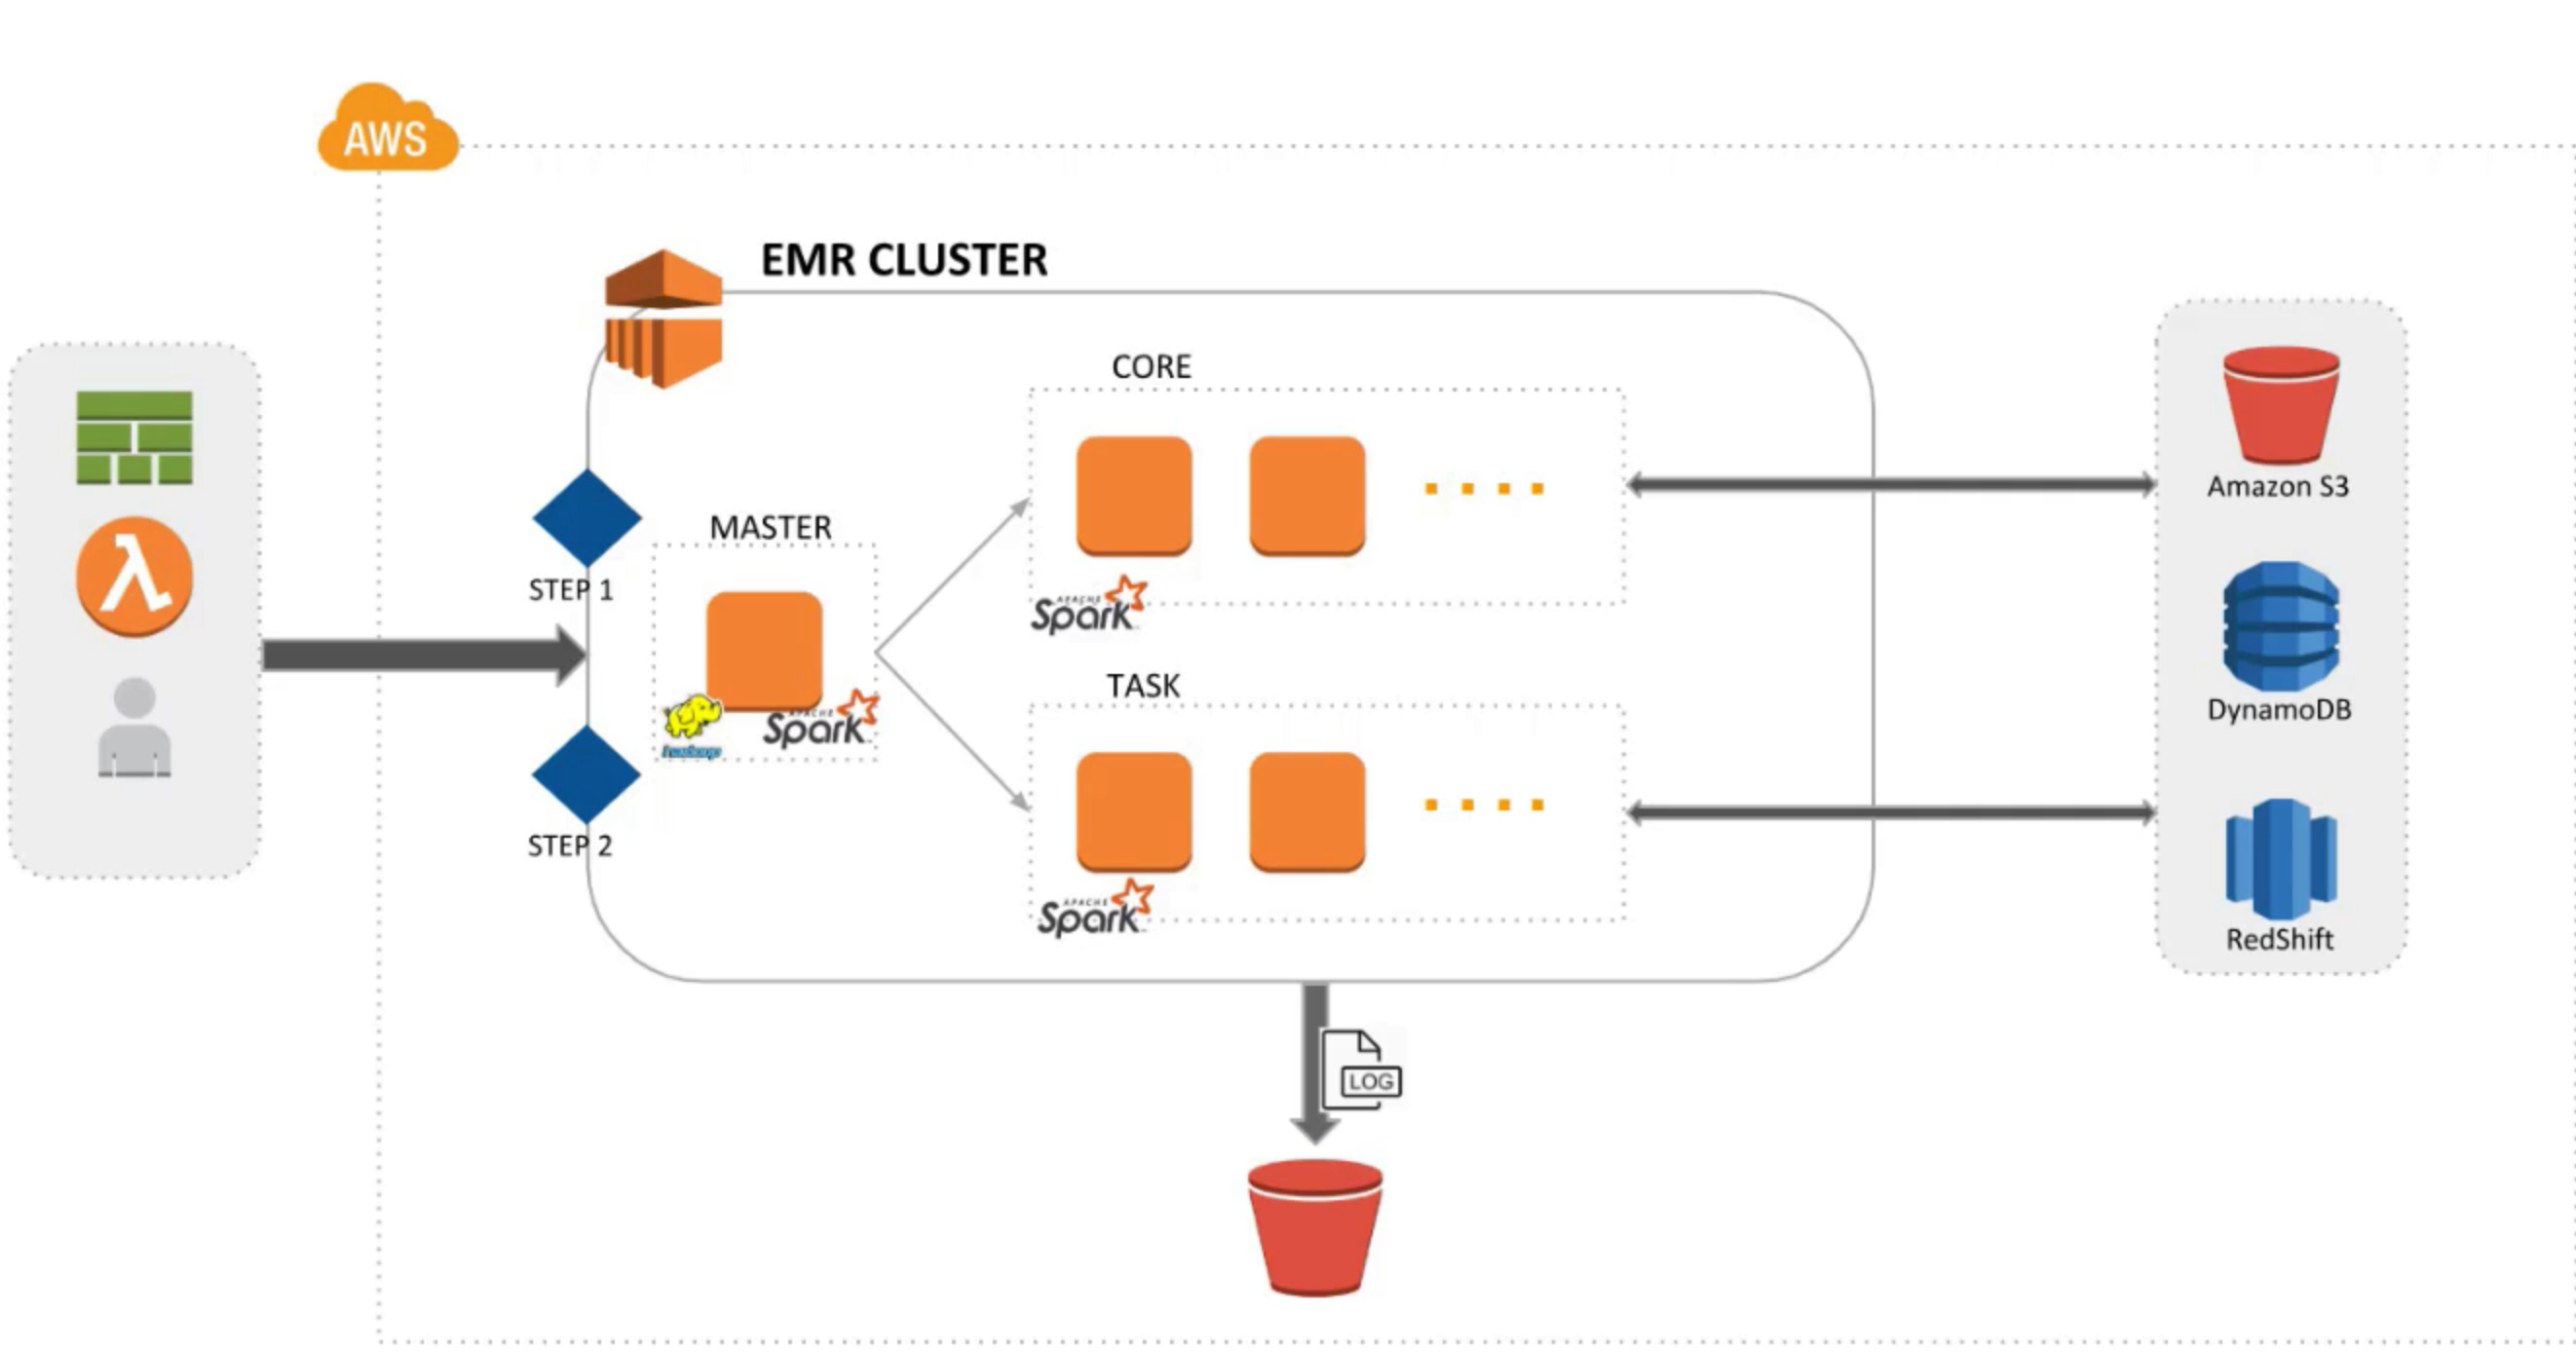 AWS
EMR CLUSTER
CORE
Amazon S3
MASTER
STEP 1
APACHE
Spark
DynamoDB
TASK
APACHE
Spark
hadoop
STEP 2
APACHE
Spark
RedShift
LOG